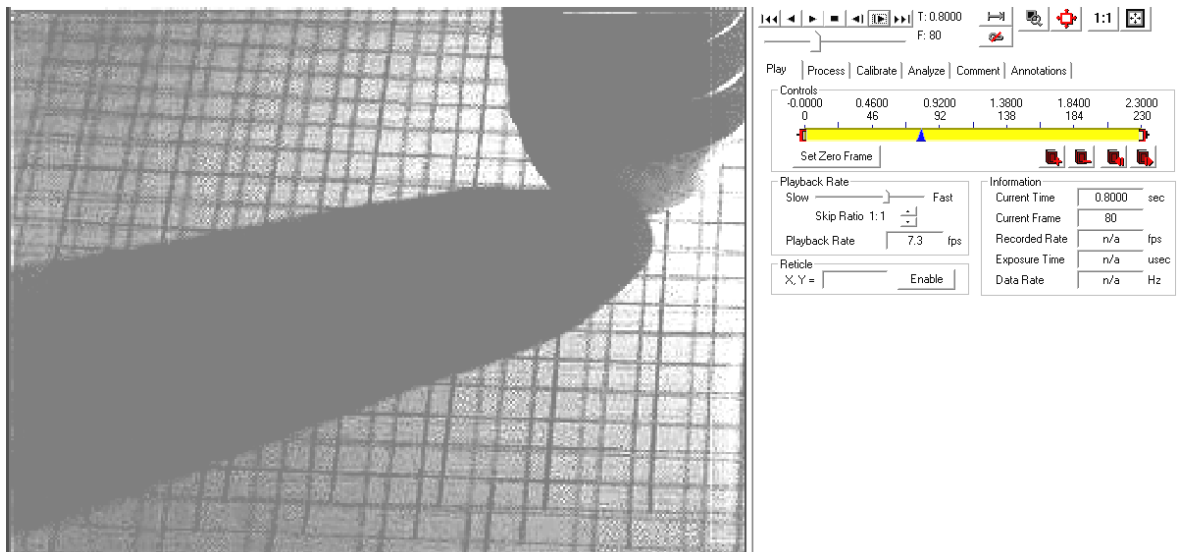 T: 0.8000
F: 80
1:1
Play Process Calibrate Analyze Comment Annotations
Controls
-0.0000 0.4600 0.9200 1.3800 1.8400 2.3000
0 46 92 138 184 230
Set Zero Frame
Playback Rate
Slow Fast
Skip Ratio 1: 1
Playback Rate 7.3 fps
Reticle
X, Y = Enable
Information
Current Time 0.8000 sec
Current Frame 80
Recorded Rate n/a fps
Exposure Time n/a usec
Data Rate n/a Hz